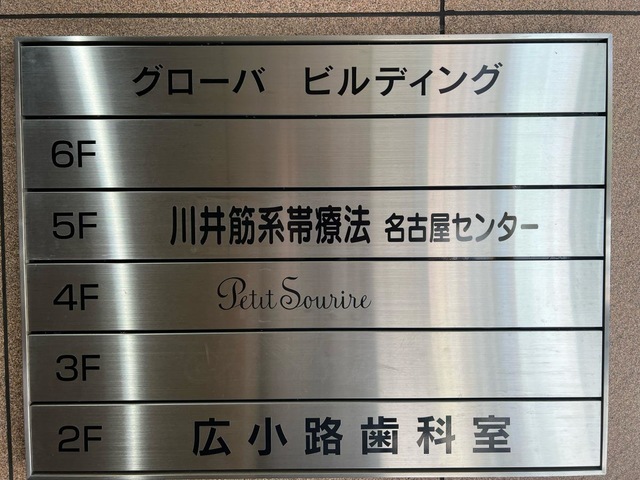 グローバ ビルディング
6F
5F 川井筋系帯療法 名古屋センター
4F Petit Sourire
3F
2F 広小路歯科室